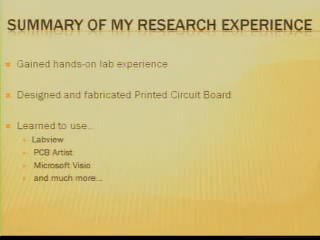 SUMMARY OF MY RESEARCH EXPERIENCE
Gained hands-on lab experience
Designed and fabricated Printed Circuit Board
Learned to use...
Labview
PCB Artist
Microsoft Visio
and much more...